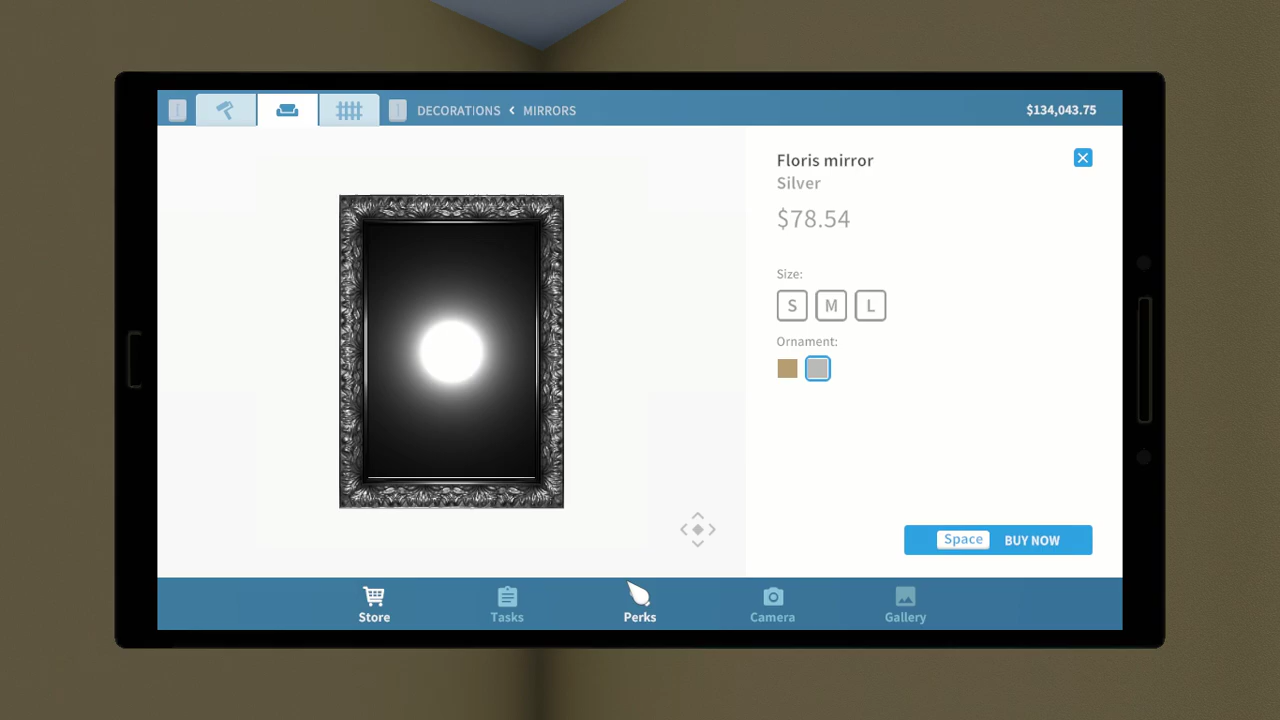 DECORATIONS < MIRRORS
$134,043.75
Floris mirror
Silver
$78.54
Size:
S M L
Ornament:
Space BUY NOW
Store Tasks Perks Camera Gallery